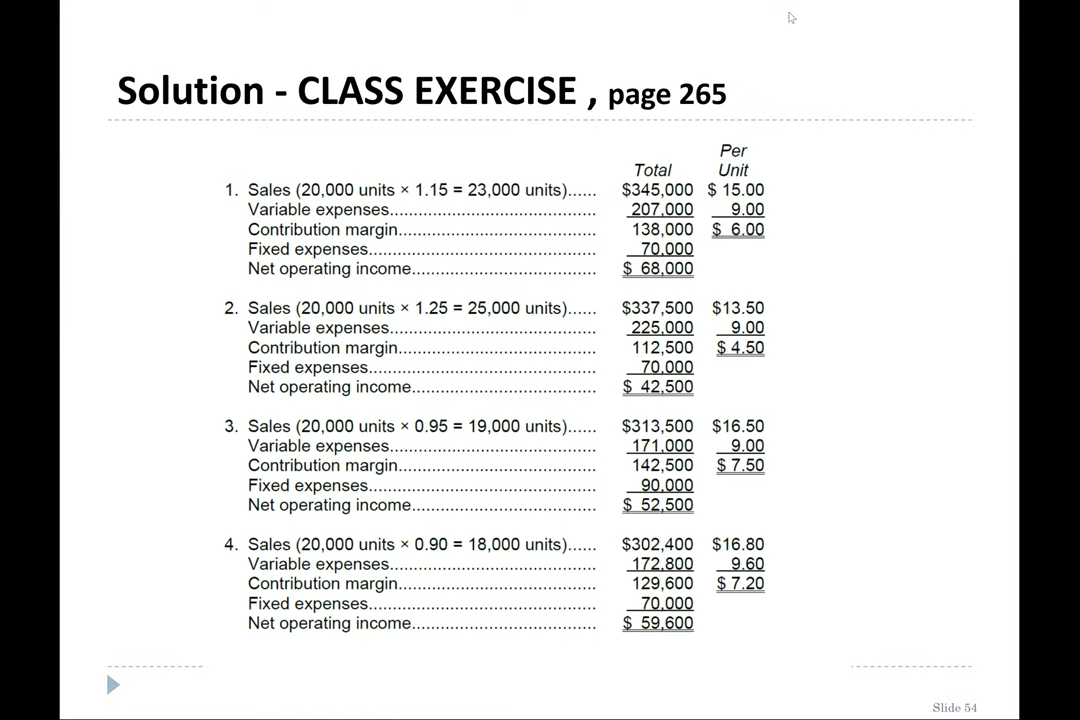 Solution - CLASS EXERCISE , page 265
Per
Total Unit
1. Sales (20,000 units × 1.15 = 23,000 units)...... $345,000 $ 15.00
Variable expenses............................................ 207,000 9.00
Contribution margin.......................................... 138,000 $ 6.00
Fixed expenses................................................ 70,000
Net operating income....................................... $ 68,000
2. Sales (20,000 units × 1.25 = 25,000 units)...... $337,500 $13.50
Variable expenses............................................ 225,000 9.00
Contribution margin.......................................... 112,500 $ 4.50
Fixed expenses................................................ 70,000
Net operating income....................................... $ 42,500
3. Sales (20,000 units × 0.95 = 19,000 units)...... $313,500 $16.50
Variable expenses............................................ 171,000 9.00
Contribution margin.......................................... 142,500 $ 7.50
Fixed expenses................................................ 90,000
Net operating income....................................... $ 52,500
4. Sales (20,000 units × 0.90 = 18,000 units)...... $302,400 $16.80
Variable expenses............................................ 172,800 9.60
Contribution margin.......................................... 129,600 $ 7.20
Fixed expenses................................................ 70,000
Net operating income....................................... $ 59,600
Slide 54